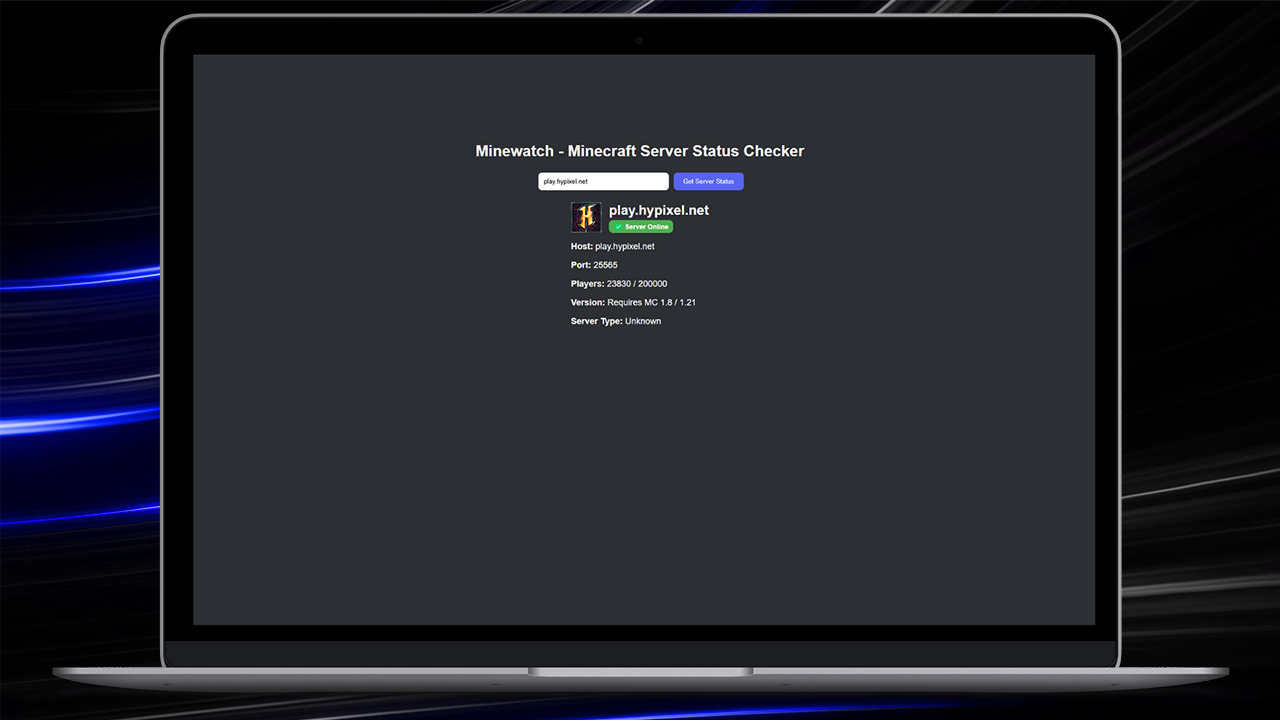 Minewatch - Minecraft Server Status Checker
play.hypixel.net Get Server Status
H play.hypixel.net
Server Online
Host: play.hypixel.net
Port: 25565
Players: 23830 / 200000
Version: Requires MC 1.8 / 1.21
Server Type: Unknown